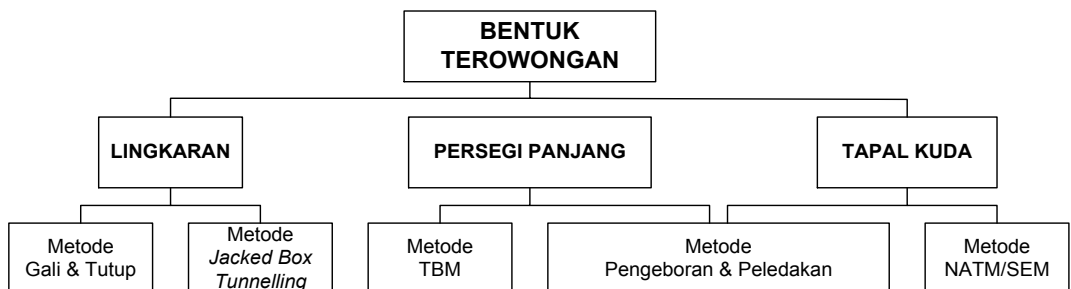 BENTUK
TEROWONGAN
LINGKARAN
PERSEGI PANJANG
TAPAL KUDA
Metode
Gali & Tutup
Metode
Jacked Box
Tunnelling
Metode
TBM
Metode
Pengeboran & Peledakan
Metode
NATM/SEM